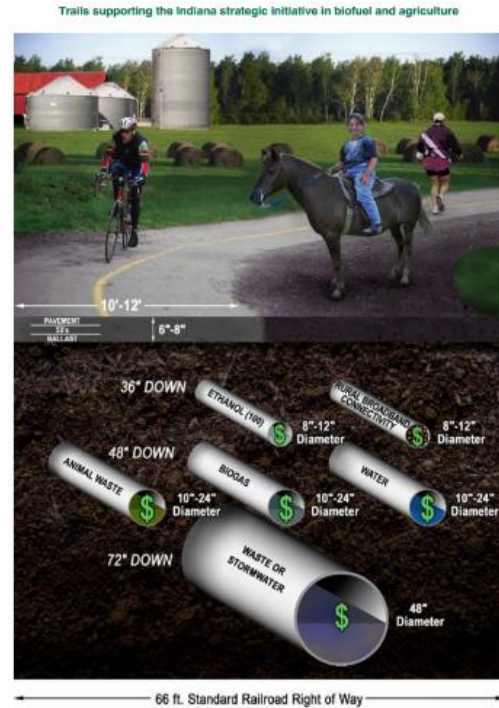 Trails supporting the Indiana strategic initiative in biofuel and agriculture
10'-12'
PAVEMENT
53's
BALLAST
6"-8"
36" DOWN
ETHANOL (100)
$
8"-12"
Diameter
RURAL BROADBAND
CONNECTIVITY
$
8"-12"
Diameter
48" DOWN
ANIMAL WASTE
$
10"-24"
Diameter
BIOGAS
$
10"-24"
Diameter
WATER
$
10"-24"
Diameter
72" DOWN
WASTE OR
STORMWATER
$
48"
Diameter
66 ft. Standard Railroad Right of Way